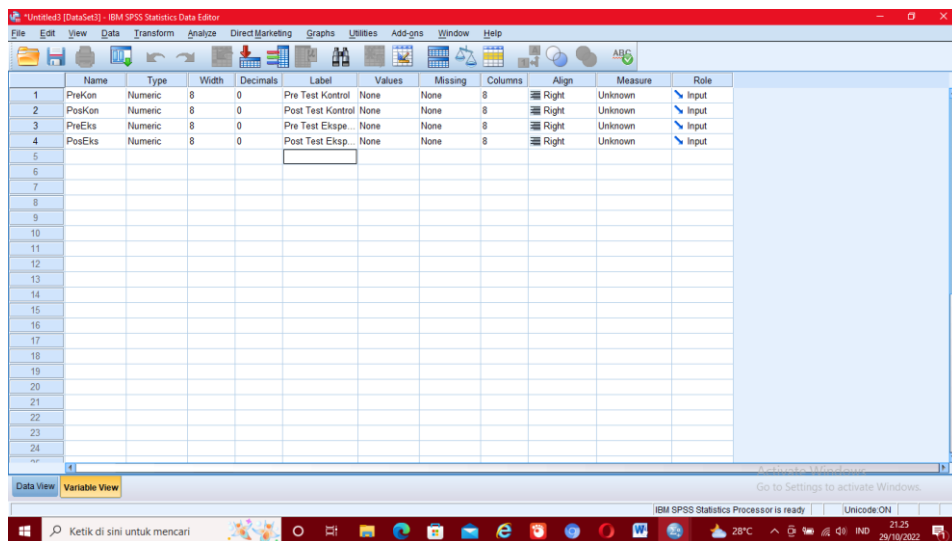 *Untitled3 [DataSet3] - IBM SPSS Statistics Data Editor
File Edit View Data Transform Analyze Direct Marketing Graphs Utilities Add-ons Window Help
Name Type Width Decimals Label Values Missing Columns Align Measure Role
1 PreKon Numeric 8 0 Pre Test Kontrol None None 8 Right Unknown Input
2 PosKon Numeric 8 0 Post Test Kontrol None None 8 Right Unknown Input
3 PreEks Numeric 8 0 Pre Test Ekspe... None None 8 Right Unknown Input
4 PosEks Numeric 8 0 Post Test Eksp... None None 8 Right Unknown Input
5
6
7
8
9
10
11
12
13
14
15
16
17
18
19
20
21
22
23
24
Activate Windows
Data View Variable View Go to Settings to activate Windows.
IBM SPSS Statistics Processor is ready Unicode:ON
Ketik di sini untuk mencari 28°C IND 21.25
29/10/2022